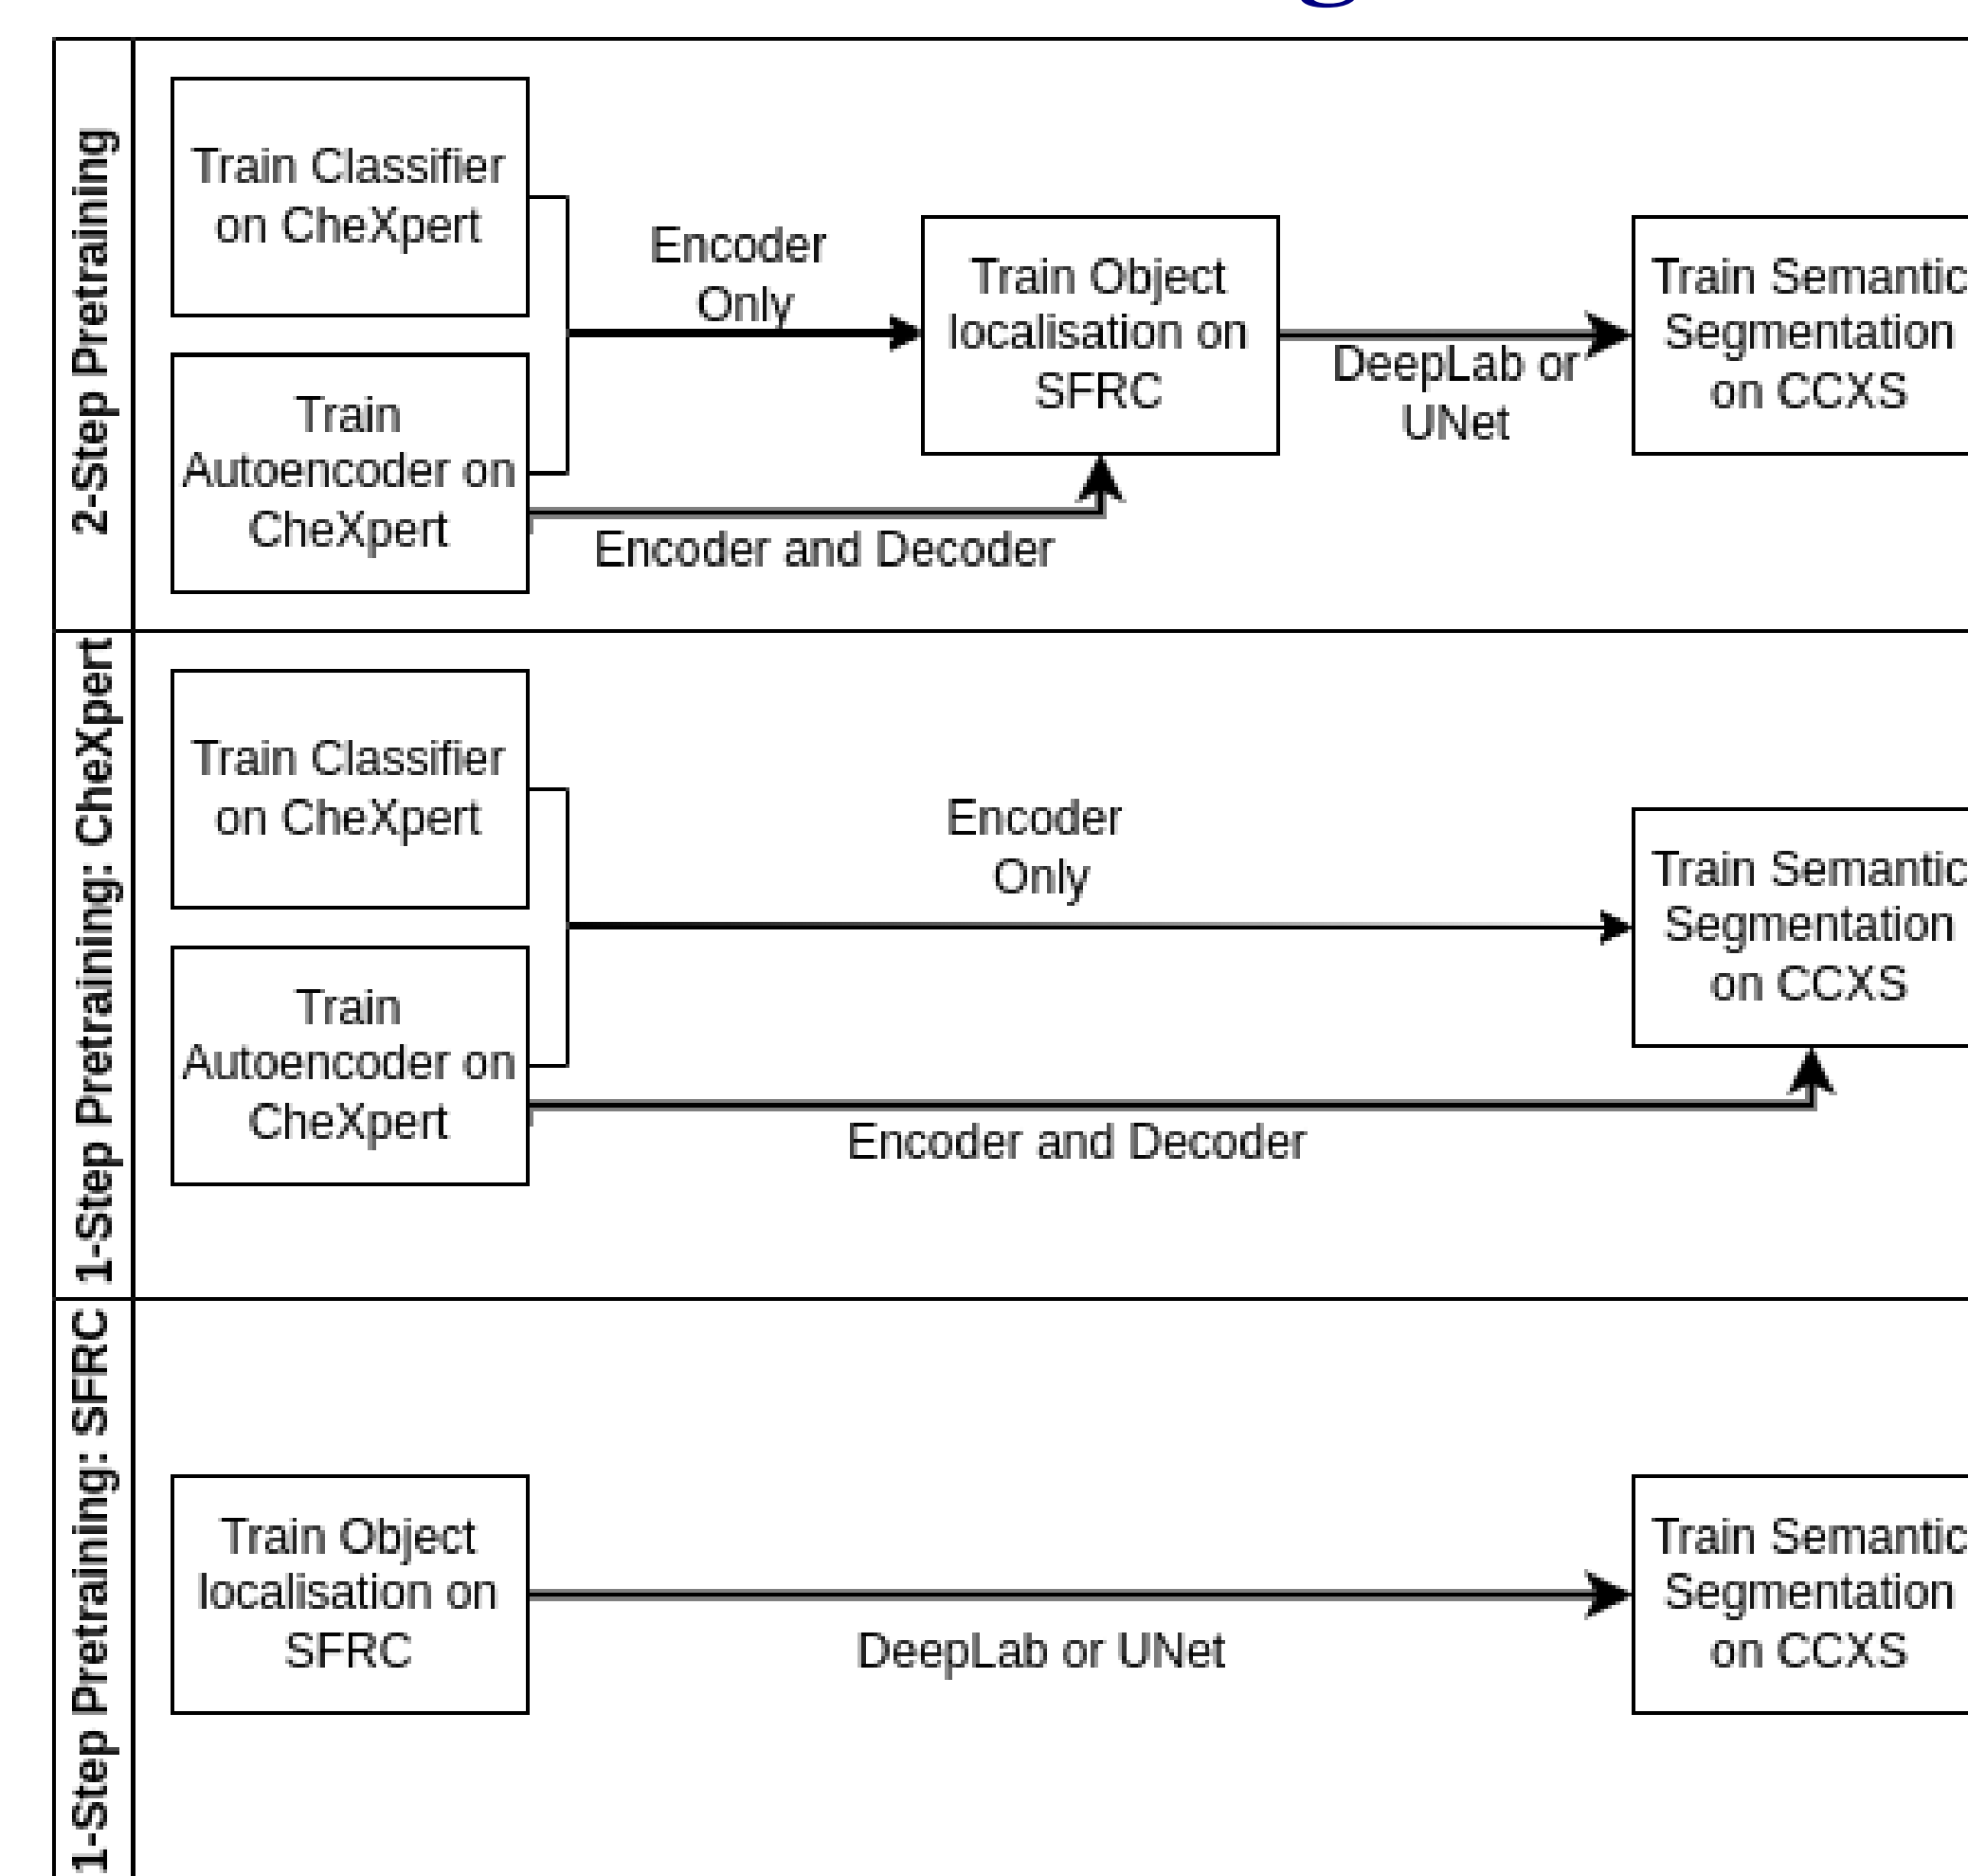 2-Step Pretraining
Train Classifier
on CheXpert
Train
Autoencoder on
CheXpert
Encoder
Only
Encoder and Decoder
Train Object
localisation on
SFRC
DeepLab or
UNet
Train Semantic
Segmentation
on CCXS
1-Step Pretraining: CheXpert
Train Classifier
on CheXpert
Train
Autoencoder on
CheXpert
Encoder
Only
Encoder and Decoder
Train Semantic
Segmentation
on CCXS
1-Step Pretraining: SFRC
Train Object
localisation on
SFRC
DeepLab or UNet
Train Semantic
Segmentation
on CCXS